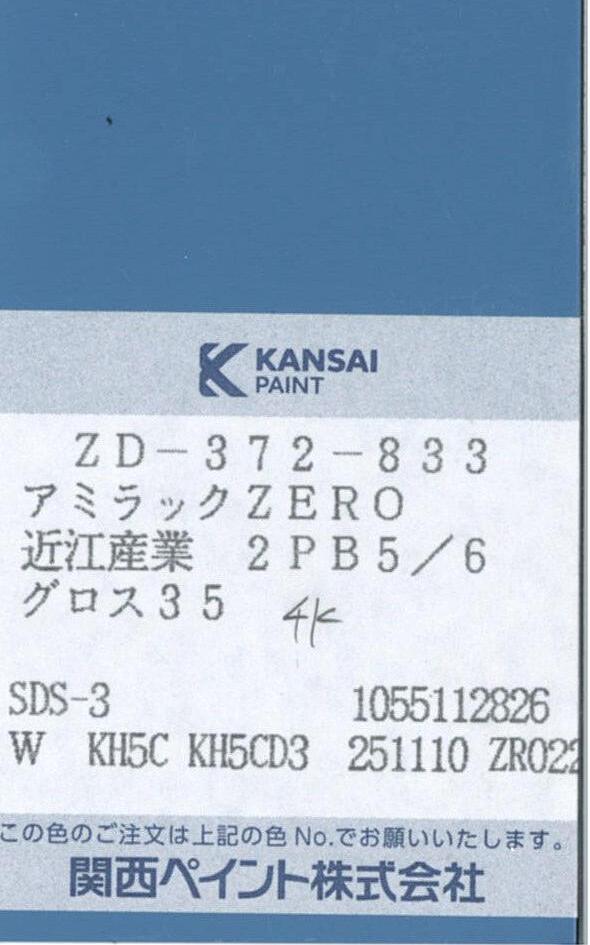 KANSAI
PAINT
ZD-372-833
アミラックZERO
近江産業 2PB5/6
グロス35 4K
SDS-3 1055112826
W KH5C KH5CD3 251110 ZR022
この色のご注文は上記の色No.でお願いいたします。
関西ペイント株式会社